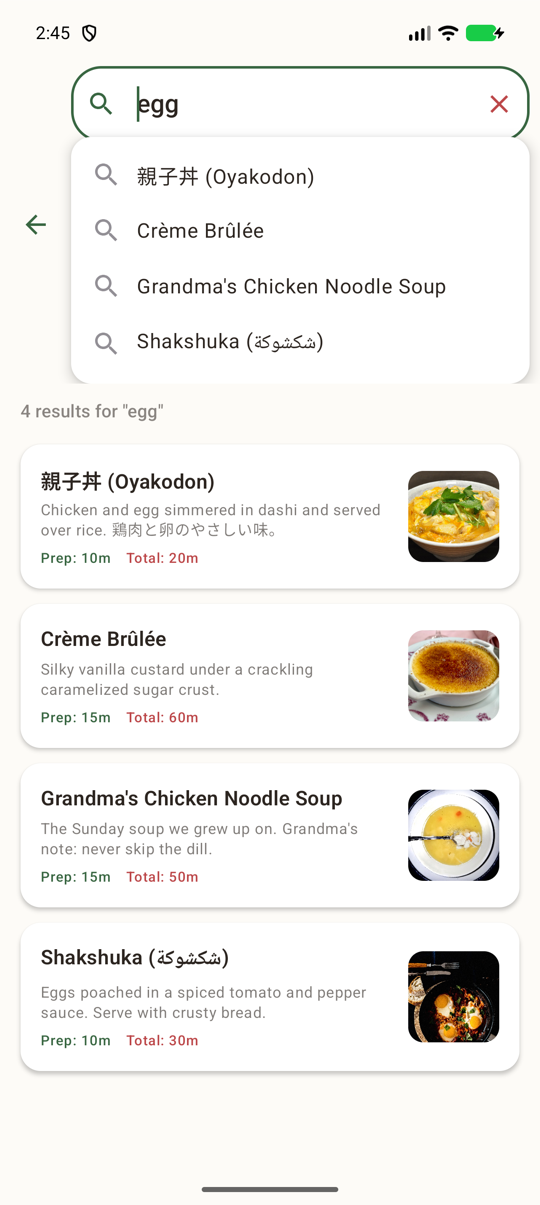 2:45
egg
親子丼 (Oyakodon)
Crème Brûlée
Grandma's Chicken Noodle Soup
Shakshuka (شكشوكة)
4 results for "egg"
親子丼 (Oyakodon)
Chicken and egg simmered in dashi and served
over rice. 鶏肉と卵のやさしい味。
Prep: 10m Total: 20m
Crème Brûlée
Silky vanilla custard under a crackling
caramelized sugar crust.
Prep: 15m Total: 60m
Grandma's Chicken Noodle Soup
The Sunday soup we grew up on. Grandma's
note: never skip the dill.
Prep: 15m Total: 50m
Shakshuka (شكشوكة)
Eggs poached in a spiced tomato and pepper
sauce. Serve with crusty bread.
Prep: 10m Total: 30m